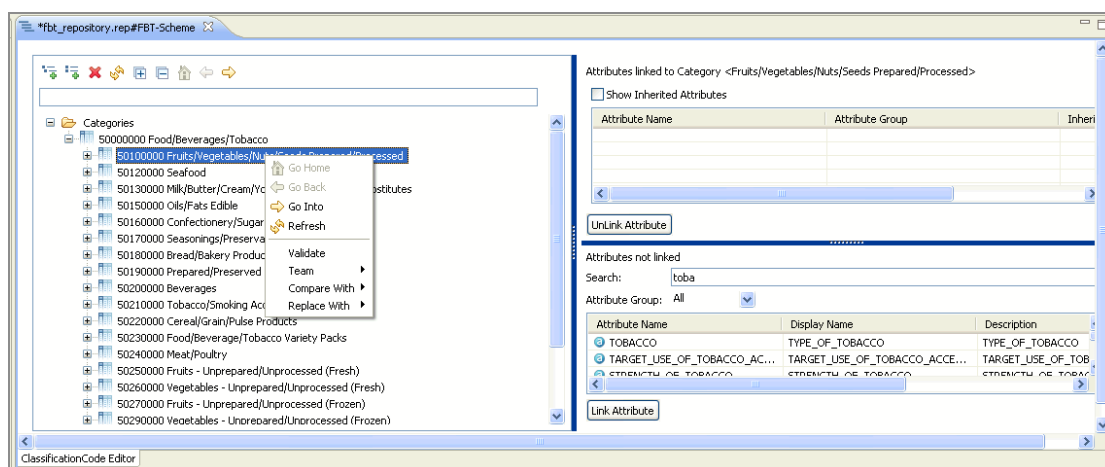 *fbt_repository.rep#FBT-Scheme
Categories
50000000 Food/Beverages/Tobacco
50100000 Fruits/Vegetables/Nuts/Seeds Prepared/Processed
50120000 Seafood
50130000 Milk/Butter/Cream/Yo
bstitutes
50150000 Oils/Fats Edible
50160000 Confectionery/Sugar
50170000 Seasonings/Preserva
50180000 Bread/Bakery Produc
50190000 Prepared/Preserved
50200000 Beverages
50210000 Tobacco/Smoking Acc
50220000 Cereal/Grain/Pulse Products
50230000 Food/Beverage/Tobacco Variety Packs
50240000 Meat/Poultry
50250000 Fruits - Unprepared/Unprocessed (Fresh)
50260000 Vegetables - Unprepared/Unprocessed (Fresh)
50270000 Fruits - Unprepared/Unprocessed (Frozen)
50290000 Vegetables - Unprepared/Unprocessed (Frozen)
Go Home
Go Back
Go Into
Refresh
Validate
Team
Compare With
Replace With
Attributes linked to Category <Fruits/Vegetables/Nuts/Seeds Prepared/Processed>
Show Inherited Attributes
Attribute Name Attribute Group Inheri
UnLink Attribute
Attributes not linked
Search: toba
Attribute Group: All
Attribute Name Display Name Description
TOBACCO TYPE_OF_TOBACCO TYPE_OF_TOBACCO
TARGET_USE_OF_TOBACCO_AC... TARGET_USE_OF_TOBACCO_ACCE... TARGET_USE_OF_TOB
STRENGTH_OF_TOBACCO STRENGTH_OF_TOBACCO STRENGTH_OF_TOBAC
Link Attribute
ClassificationCode Editor